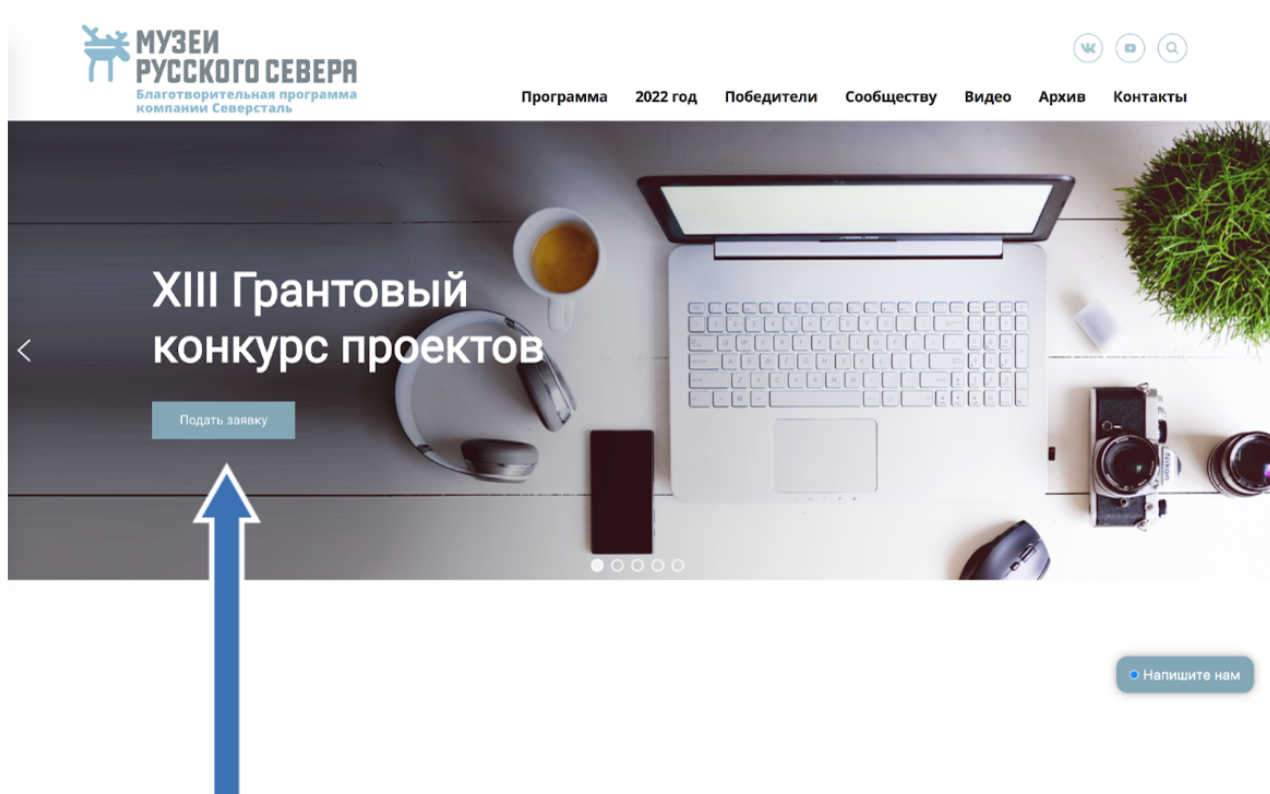 МУЗЕИ
РУССКОГО СЕВЕРА
Благотворительная программа
компании Северсталь
Программа 2022 год Победители Сообществу Видео Архив Контакты
XIII Грантовый
конкурс проектов
Подать заявку
Nikon
Напишите нам